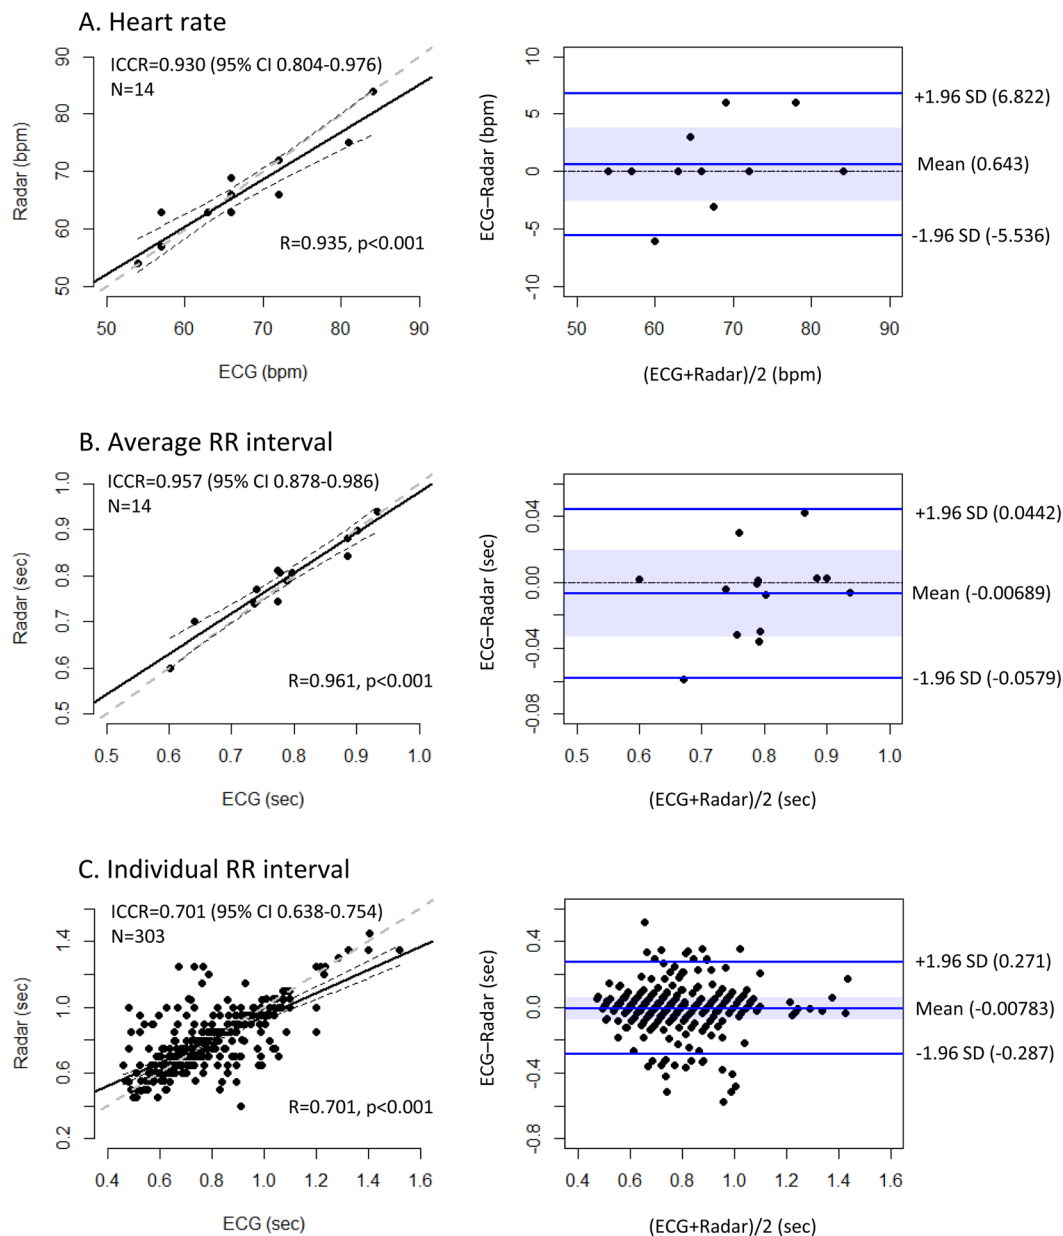 A. Heart rate
ICCR=0.930 (95% CI 0.804-0.976)
N=14
R=0.935, p<0.001
Radar (bpm)
50 60 70 80 90
50 60 70 80 90
ECG (bpm)
ECG–Radar (bpm)
-10 -5 0 5 10
50 60 70 80 90
(ECG+Radar)/2 (bpm)
+1.96 SD (6.822)
Mean (0.643)
-1.96 SD (-5.536)
B. Average RR interval
ICCR=0.957 (95% CI 0.878-0.986)
N=14
R=0.961, p<0.001
Radar (sec)
0.5 0.6 0.7 0.8 0.9 1.0
0.5 0.6 0.7 0.8 0.9 1.0
ECG (sec)
ECG–Radar (sec)
-0.08 -0.04 0.00 0.04
0.5 0.6 0.7 0.8 0.9 1.0
(ECG+Radar)/2 (sec)
+1.96 SD (0.0442)
Mean (-0.00689)
-1.96 SD (-0.0579)
C. Individual RR interval
ICCR=0.701 (95% CI 0.638-0.754)
N=303
R=0.701, p<0.001
Radar (sec)
0.2 0.6 1.0 1.4
0.4 0.6 0.8 1.0 1.2 1.4 1.6
ECG (sec)
ECG–Radar (sec)
-0.8 -0.4 0.0 0.4
0.4 0.6 0.8 1.0 1.2 1.4 1.6
(ECG+Radar)/2 (sec)
+1.96 SD (0.271)
Mean (-0.00783)
-1.96 SD (-0.287)